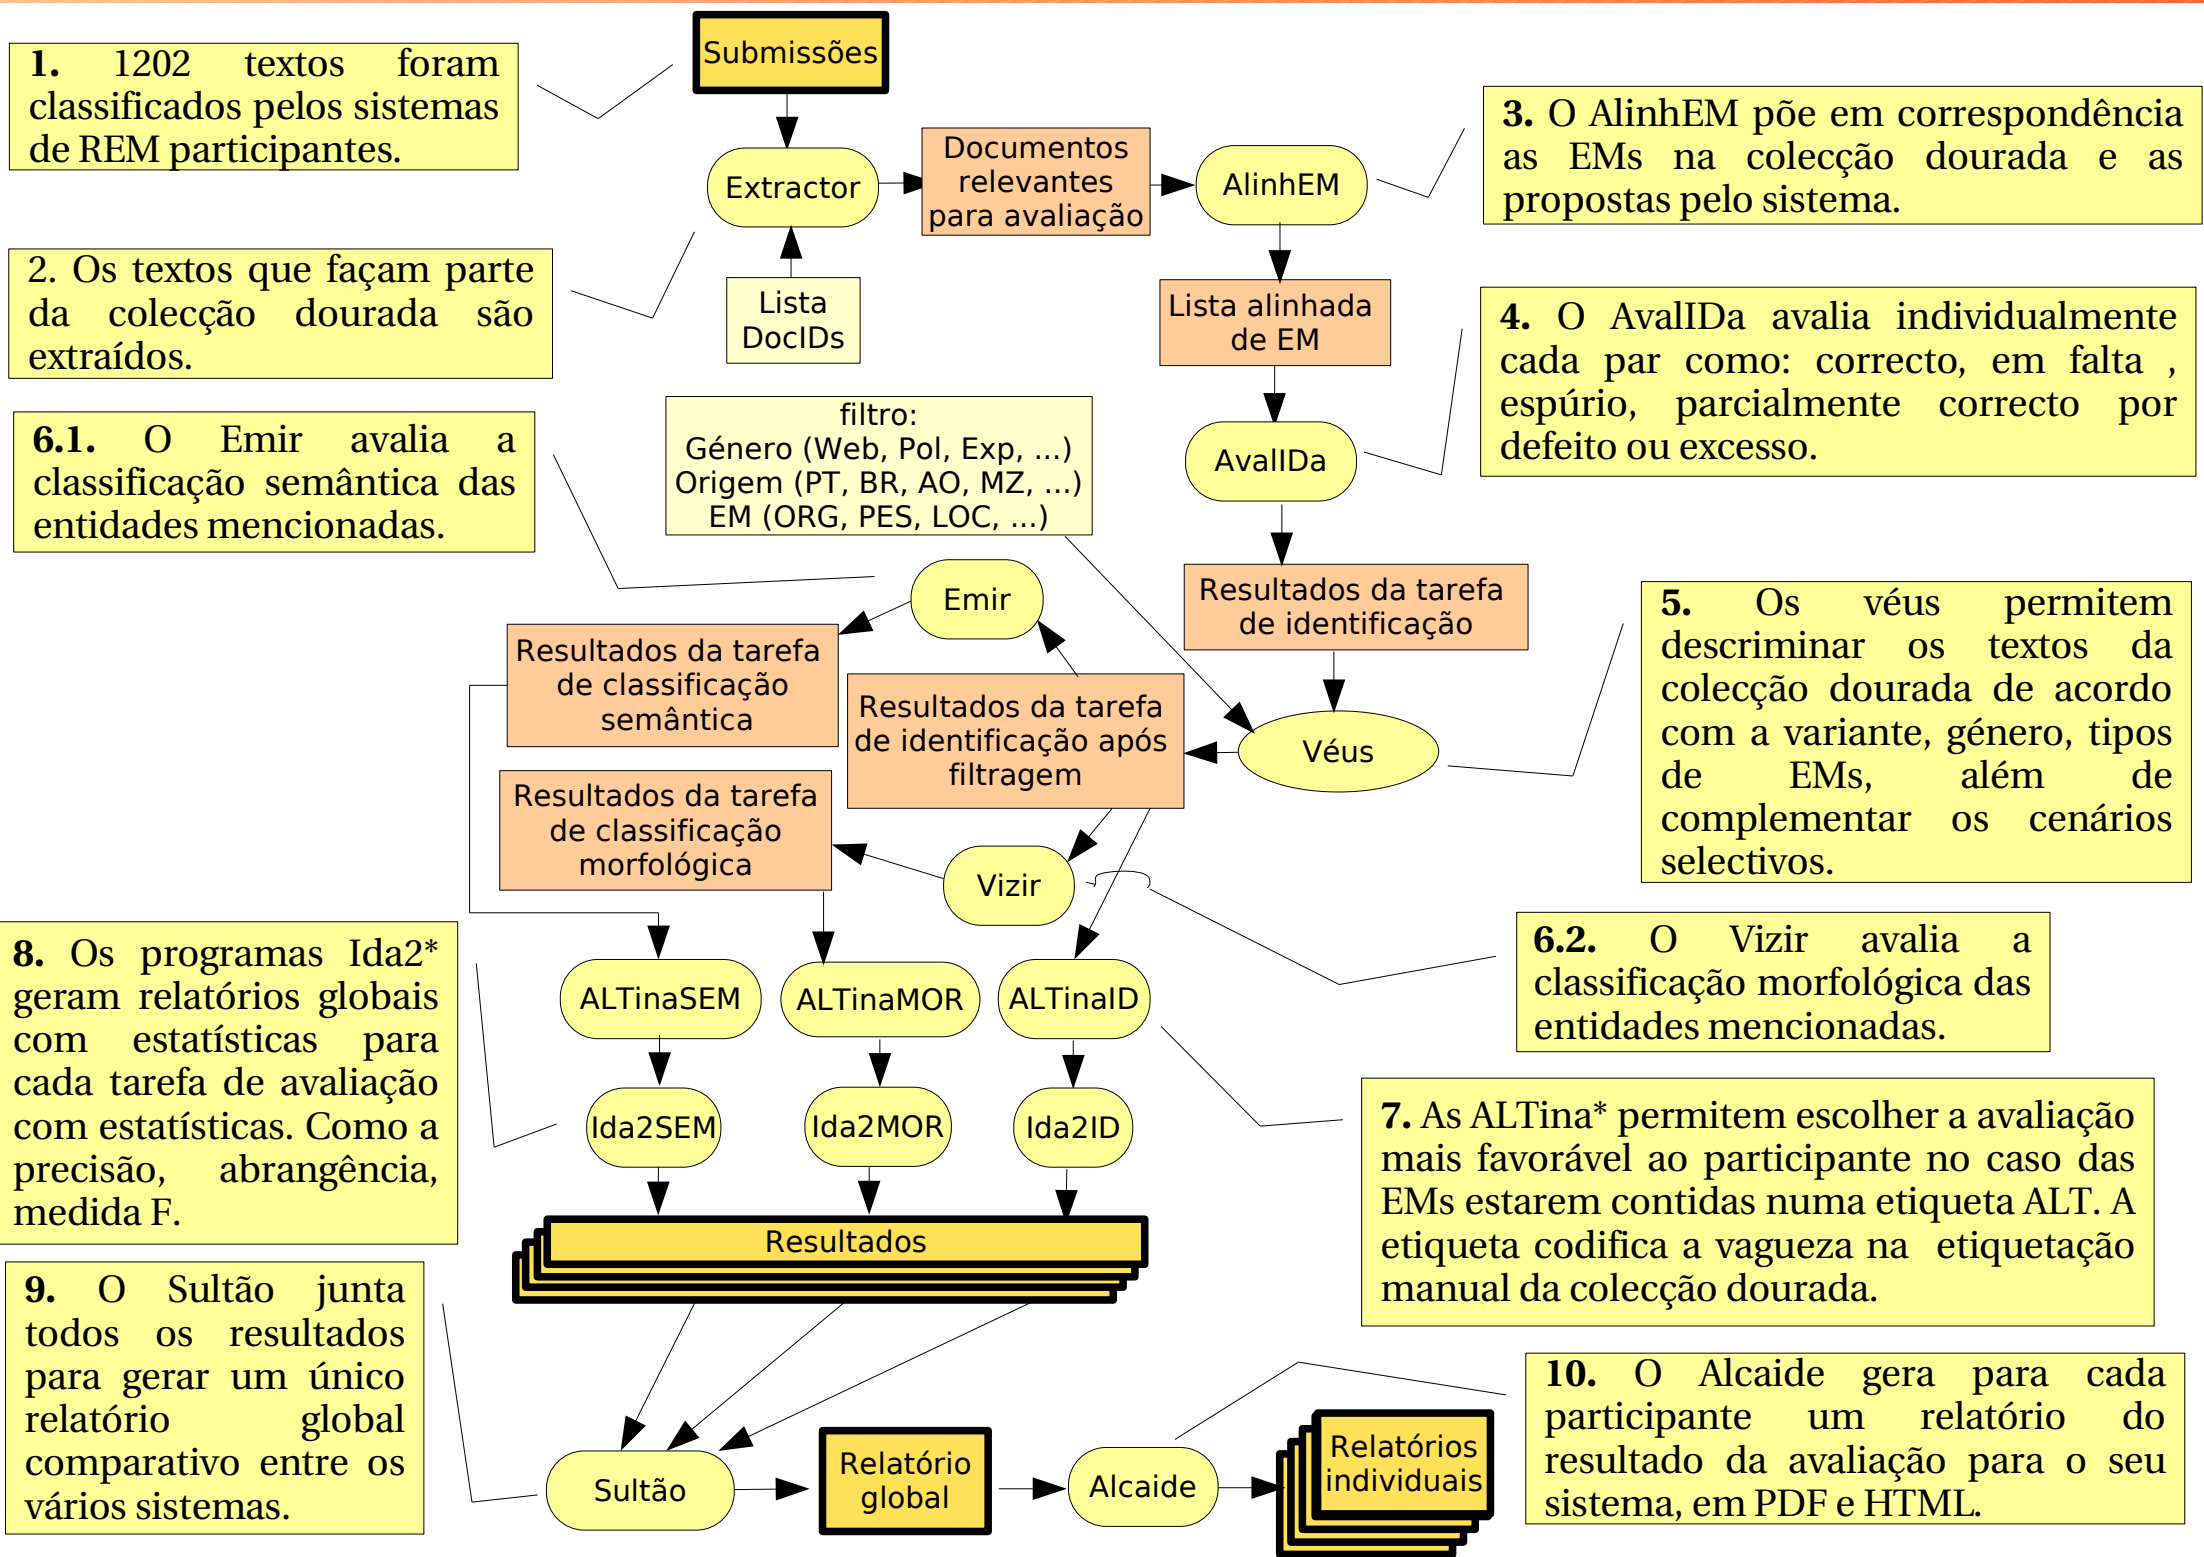 Submissões
1. 1202 textos foram
classificados pelos sistemas
de REM participantes.
Extractor
Documentos
relevantes
para avaliação
AlinhEM
3. O AlinhEM põe em correspondência
as EMs na colecção dourada e as
propostas pelo sistema.
2. Os textos que façam parte
da colecção dourada são
extraídos.
Lista
DocIDs
Lista alinhada
de EM
4. O AvalIDa avalia individualmente
cada par como: correcto, em falta ,
espúrio, parcialmente correcto por
defeito ou excesso.
6.1. O Emir avalia a
classificação semântica das
entidades mencionadas.
filtro:
Género (Web, Pol, Exp, ...)
Origem (PT, BR, AO, MZ, ...)
EM (ORG, PES, LOC, ...)
AvalIDa
Emir
Resultados da tarefa
de identificação
5. Os véus permitem
descriminar os textos da
colecção dourada de acordo
com a variante, género, tipos
de EMs, além de
complementar os cenários
selectivos.
Resultados da tarefa
de classificação
semântica
Resultados da tarefa
de identificação após
filtragem
Véus
Resultados da tarefa
de classificação
morfológica
Vizir
6.2. O Vizir avalia a
classificação morfológica das
entidades mencionadas.
8. Os programas Ida2*
geram relatórios globais
com estatísticas para
cada tarefa de avaliação
com estatísticas. Como a
precisão, abrangência,
medida F.
ALTinaSEM
ALTinaMOR
ALTinaID
Ida2SEM
Ida2MOR
Ida2ID
7. As ALTina* permitem escolher a avaliação
mais favorável ao participante no caso das
EMs estarem contidas numa etiqueta ALT. A
etiqueta codifica a vagueza na etiquetação
manual da colecção dourada.
Resultados
9. O Sultão junta
todos os resultados
para gerar um único
relatório global
comparativo entre os
vários sistemas.
Sultão
Relatório
global
Alcaide
Relatórios
individuais
10. O Alcaide gera para cada
participante um relatório do
resultado da avaliação para o seu
sistema, em PDF e HTML.